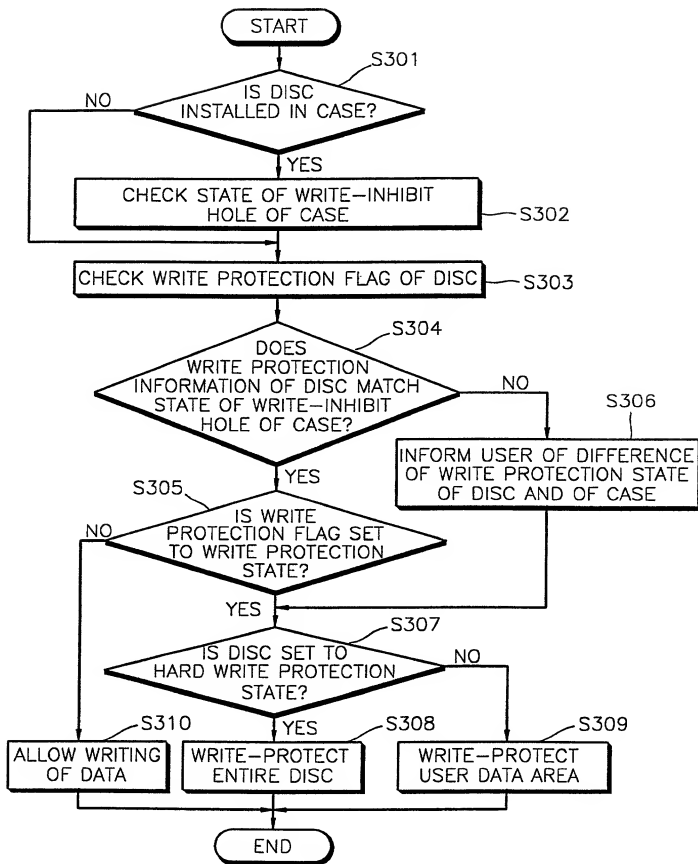 START
S301
IS DISC
INSTALLED IN CASE?
NO
YES
CHECK STATE OF WRITE-INHIBIT
HOLE OF CASE
S302
CHECK WRITE PROTECTION FLAG OF DISC
S303
S304
DOES
WRITE PROTECTION
INFORMATION OF DISC MATCH
STATE OF WRITE-INHIBIT
HOLE OF CASE?
NO
YES
S306
INFORM USER OF DIFFERENCE
OF WRITE PROTECTION STATE
OF DISC AND OF CASE
S305
IS WRITE
PROTECTION FLAG SET
TO WRITE PROTECTION
STATE?
NO
YES
S307
IS DISC SET TO
HARD WRITE PROTECTION
STATE?
NO
YES
S310
ALLOW WRITING
OF DATA
S308
WRITE-PROTECT
ENTIRE DISC
S309
WRITE-PROTECT
USER DATA AREA
END